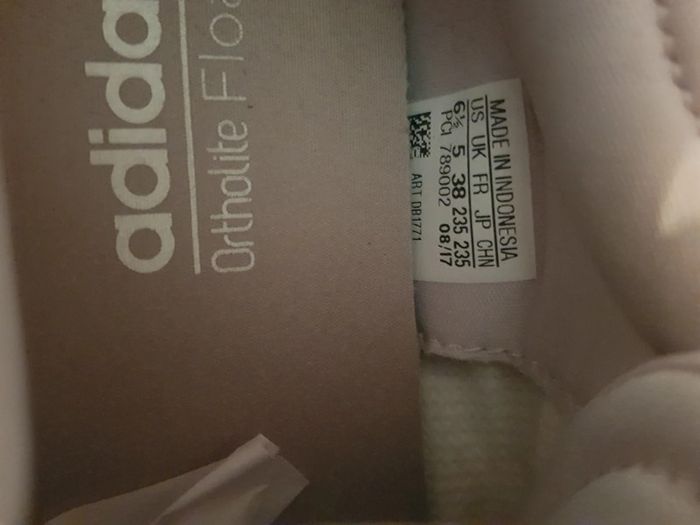 adida
Ortholite Floa
MADE IN INDONESIA
US UK FR JP CHN
6½ 5 38 235 235
PC1 789002 08/17
ART DB1771